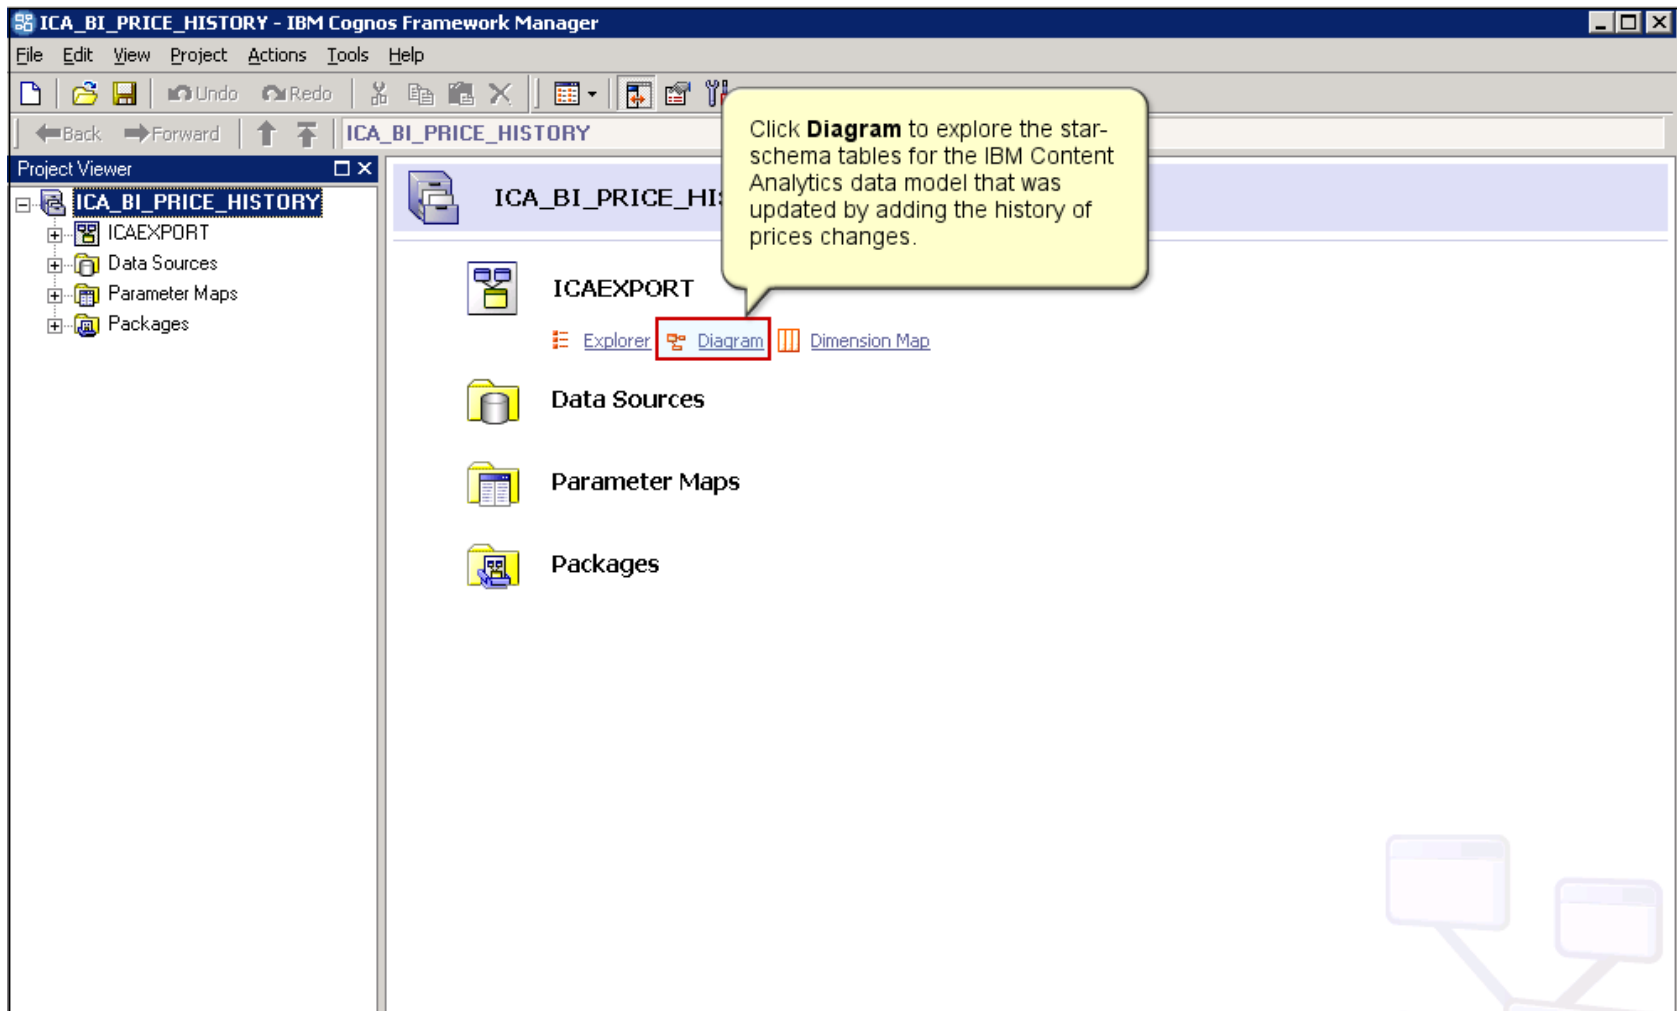 ICA_BI_PRICE_HISTORY - IBM Cognos Framework Manager
File Edit View Project Actions Tools Help
Undo Redo
Back Forward ICA_BI_PRICE_HISTORY
Click Diagram to explore the star-
schema tables for the IBM Content
Analytics data model that was
updated by adding the history of
prices changes.
Project Viewer
ICA_BI_PRICE_HISTORY
ICAEXPORT
Data Sources
Parameter Maps
Packages
ICAEXPORT
Explorer Diagram Dimension Map
Data Sources
Parameter Maps
Packages